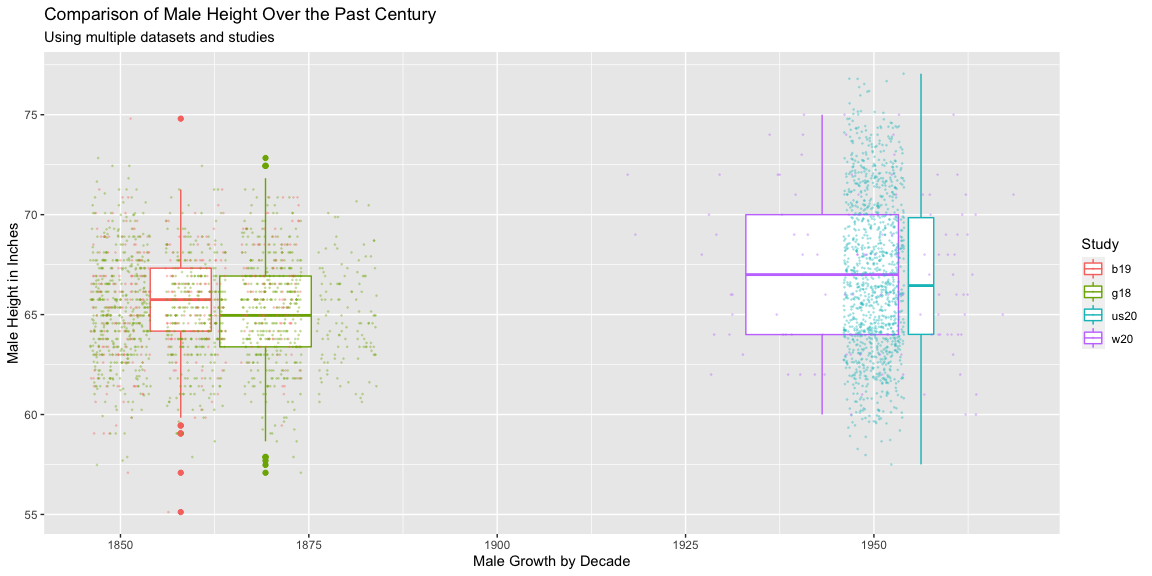 Comparison of Male Height Over the Past Century
Using multiple datasets and studies
Male Height in Inches
75
70
65
60
55
1850
1875
1900
1925
1950
Male Growth by Decade
Study
b19
g18
us20
w20